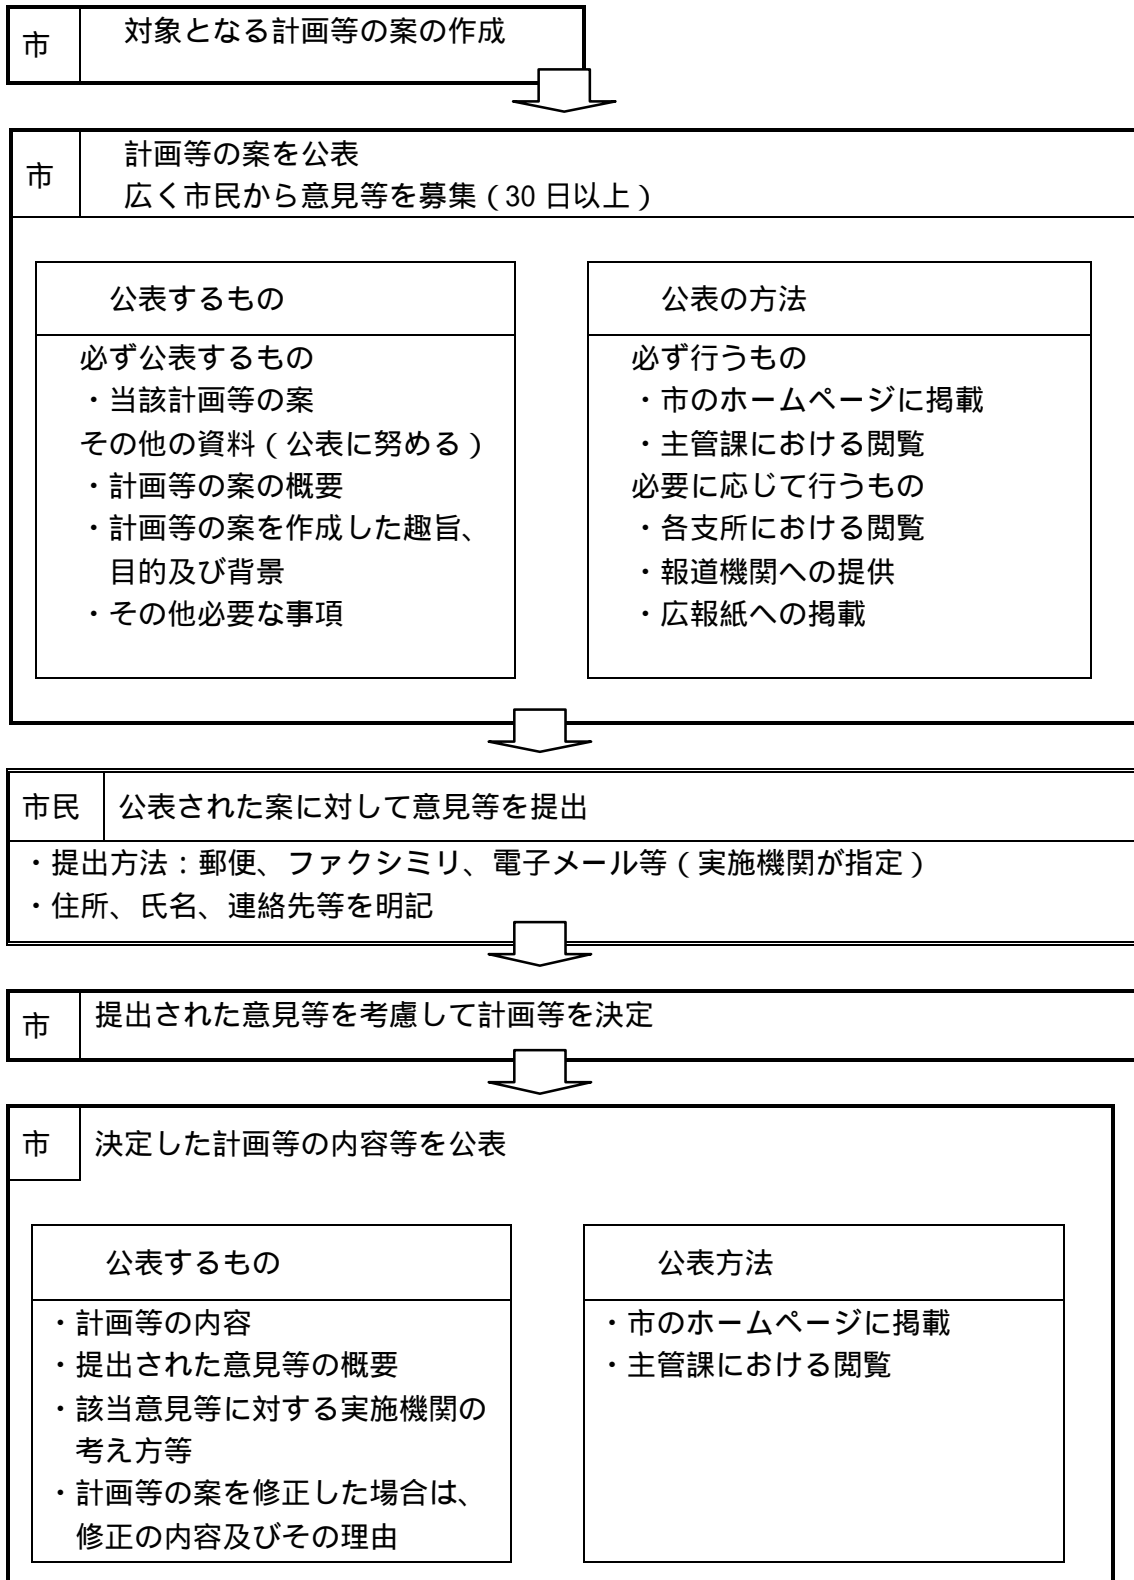 市 対象となる計画等の案の作成
市 計画等の案を公表
広く市民から意見等を募集（30 日以上）
公表するもの
必ず公表するもの
・当該計画等の案
その他の資料（公表に努める）
・計画等の案の概要
・計画等の案を作成した趣旨、
目的及び背景
・その他必要な事項
公表の方法
必ず行うもの
・市のホームページに掲載
・主管課における閲覧
必要に応じて行うもの
・各支所における閲覧
・報道機関への提供
・広報紙への掲載
市民 公表された案に対して意見等を提出
・提出方法：郵便、ファクシミリ、電子メール等（実施機関が指定）
・住所、氏名、連絡先等を明記
市 提出された意見等を考慮して計画等を決定
市 決定した計画等の内容等を公表
公表するもの
・計画等の内容
・提出された意見等の概要
・該当意見等に対する実施機関の
考え方等
・計画等の案を修正した場合は、
修正の内容及びその理由
公表方法
・市のホームページに掲載
・主管課における閲覧